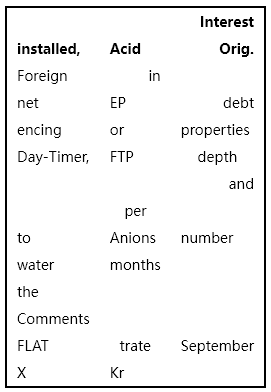 Interest
installed, Acid Orig.
Foreign in
net EP debt
encing or properties
Day-Timer, FTP depth
and
per
to Anions number
water months
the
Comments
FLAT trate September
X Kr